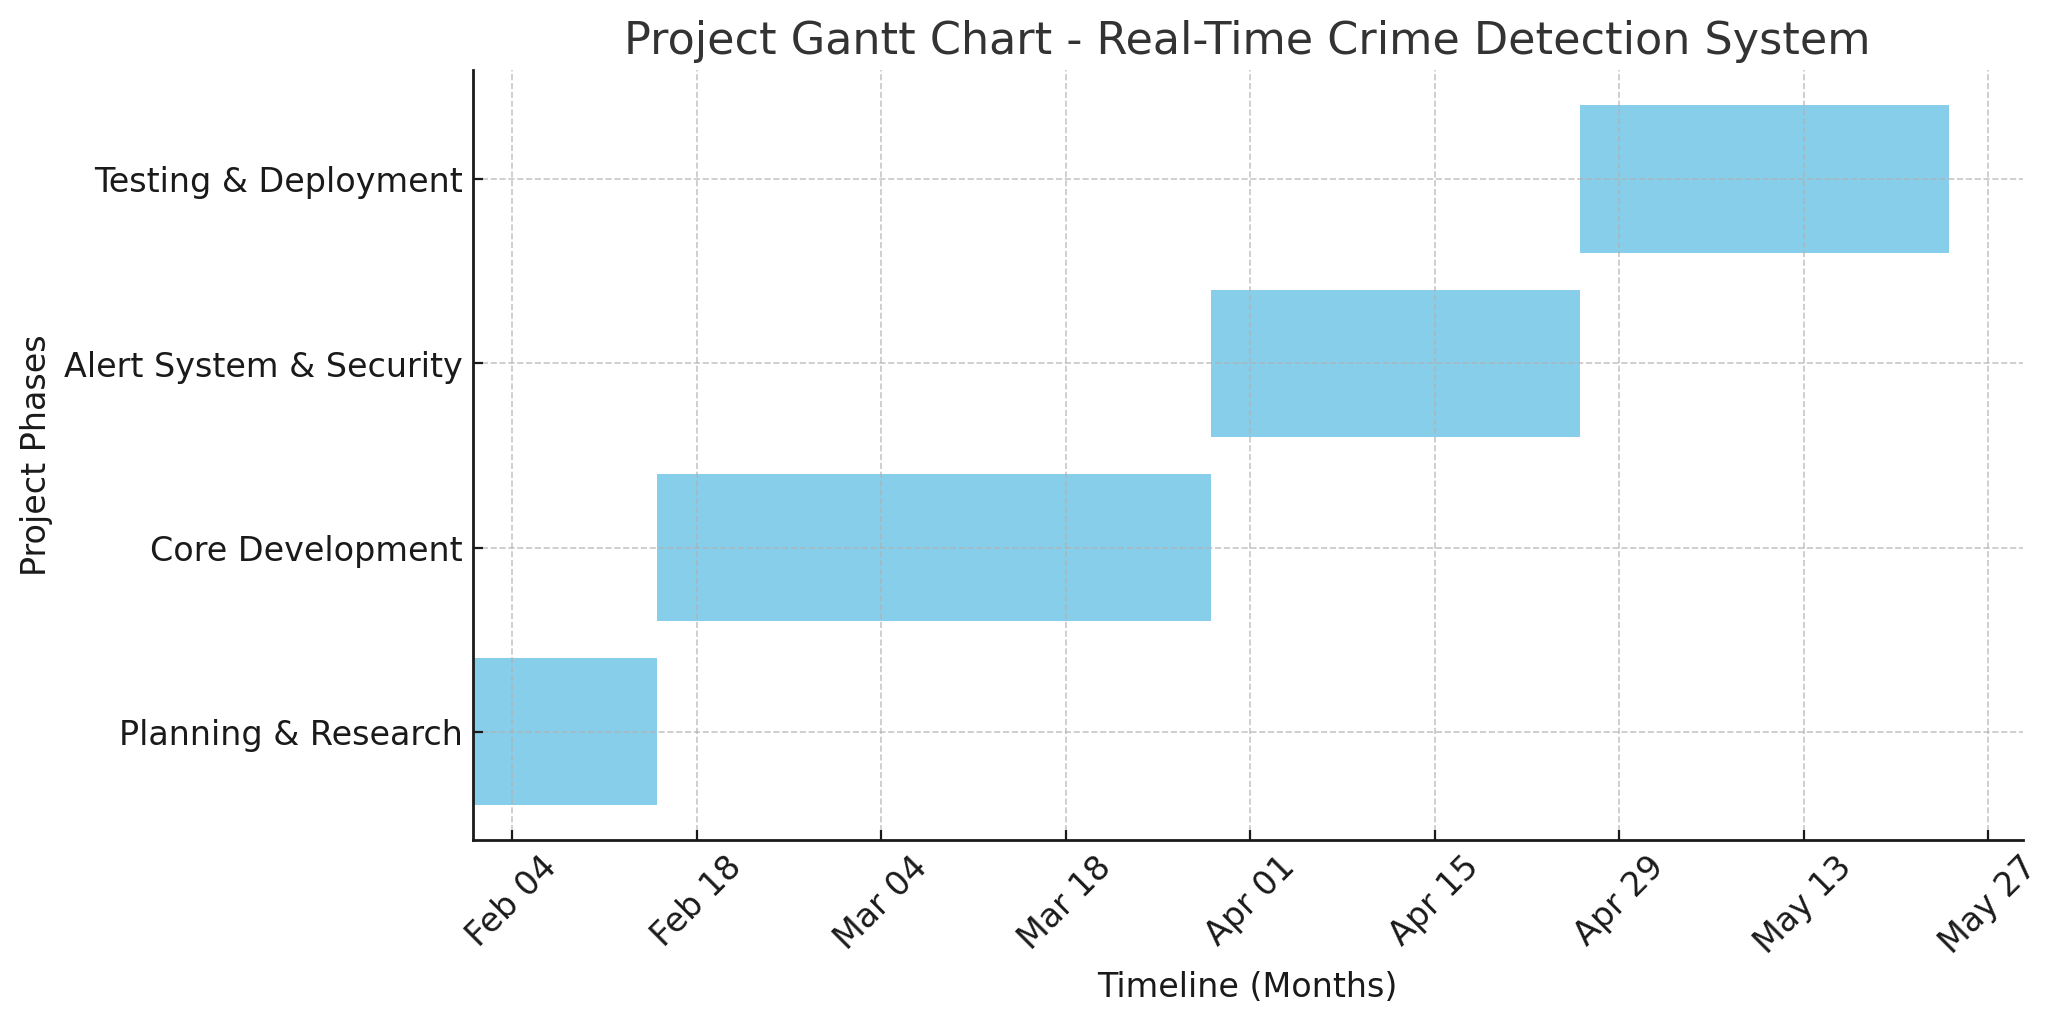 Project Gantt Chart - Real-Time Crime Detection System
Project Phases
Testing & Deployment
Alert System & Security
Core Development
Planning & Research
Feb 04
Feb 18
Mar 04
Mar 18
Apr 01
Apr 15
Apr 29
May 13
May 27
Timeline (Months)